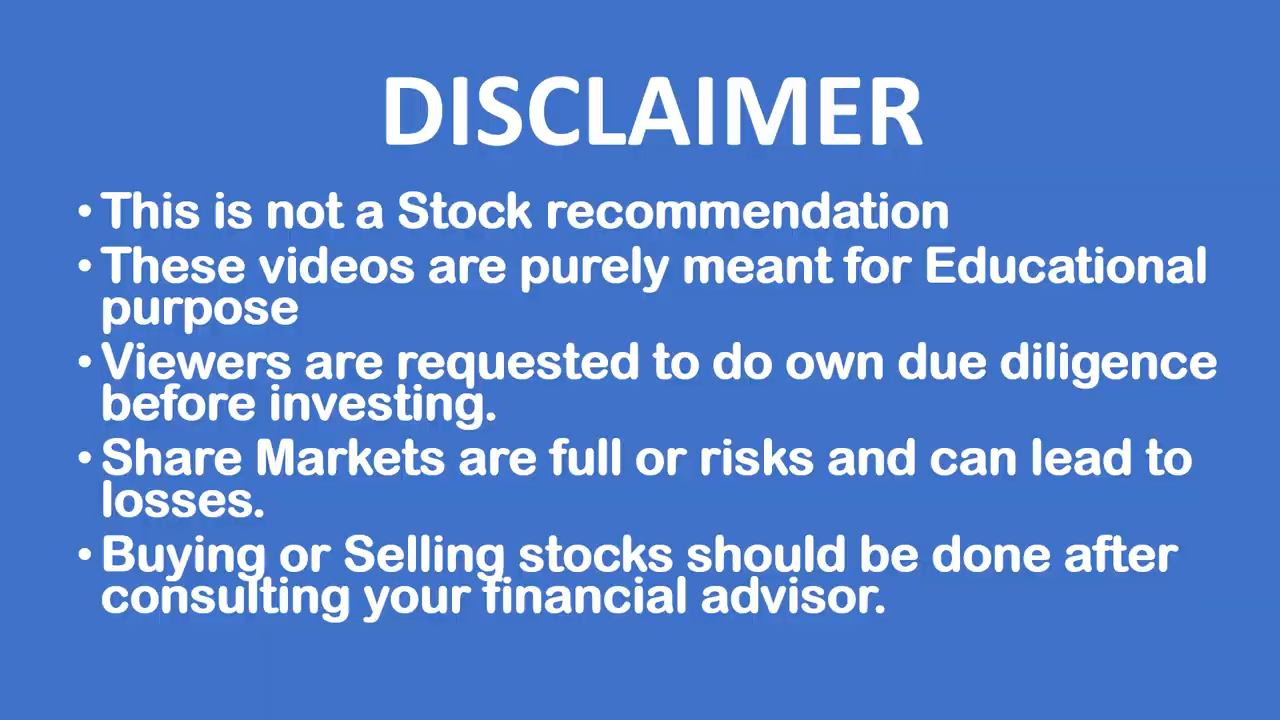 DISCLAIMER
• This is not a Stock recommendation
• These videos are purely meant for Educational
purpose
• Viewers are requested to do own due diligence
before investing.
• Share Markets are full or risks and can lead to
losses.
• Buying or Selling stocks should be done after
consulting your financial advisor.